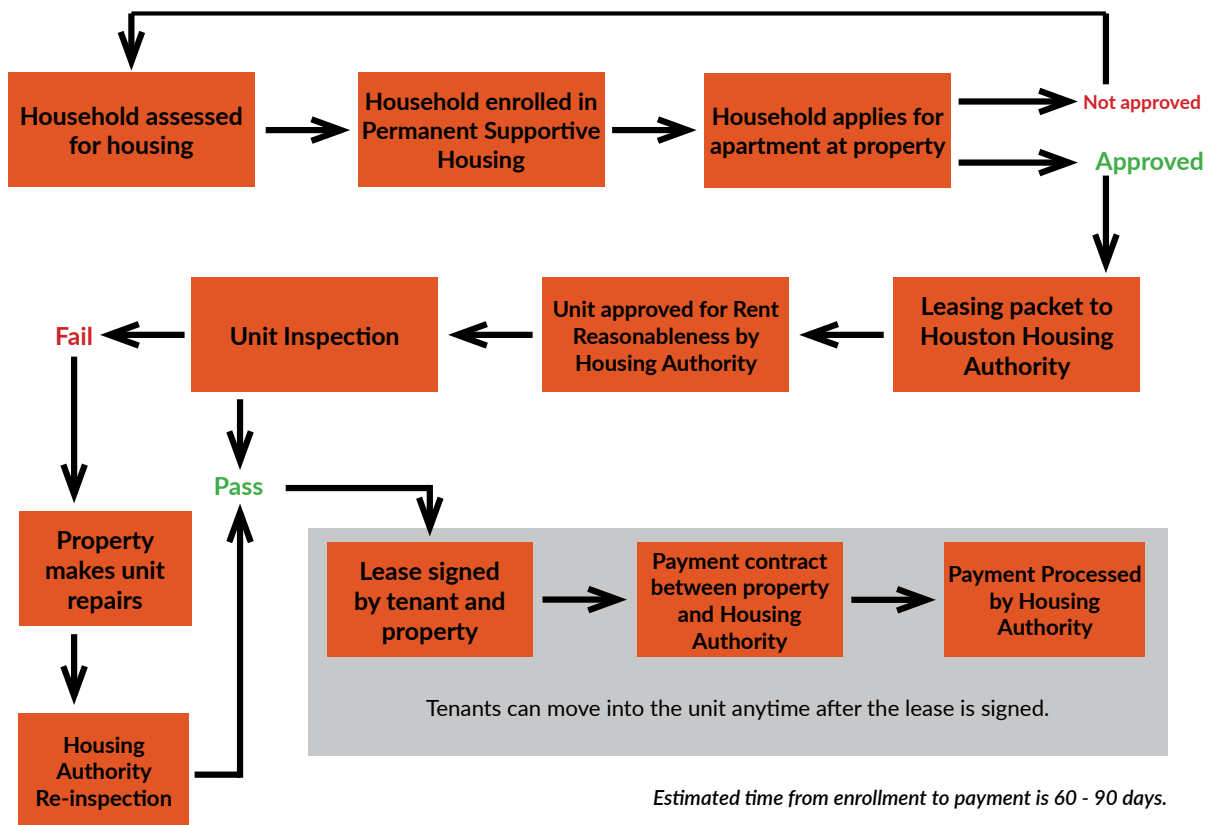 Household assessed
for housing
Household enrolled in
Permanent Supportive
Housing
Household applies for
apartment at property
Not approved
Approved
Leasing packet to
Houston Housing
Authority
Unit approved for Rent
Reasonableness by
Housing Authority
Unit Inspection
Fail
Pass
Property
makes unit
repairs
Housing
Authority
Re-inspection
Lease signed
by tenant and
property
Payment contract
between property
and Housing
Authority
Payment Processed
by Housing
Authority
Tenants can move into the unit anytime after the lease is signed.
Estimated time from enrollment to payment is 60 - 90 days.